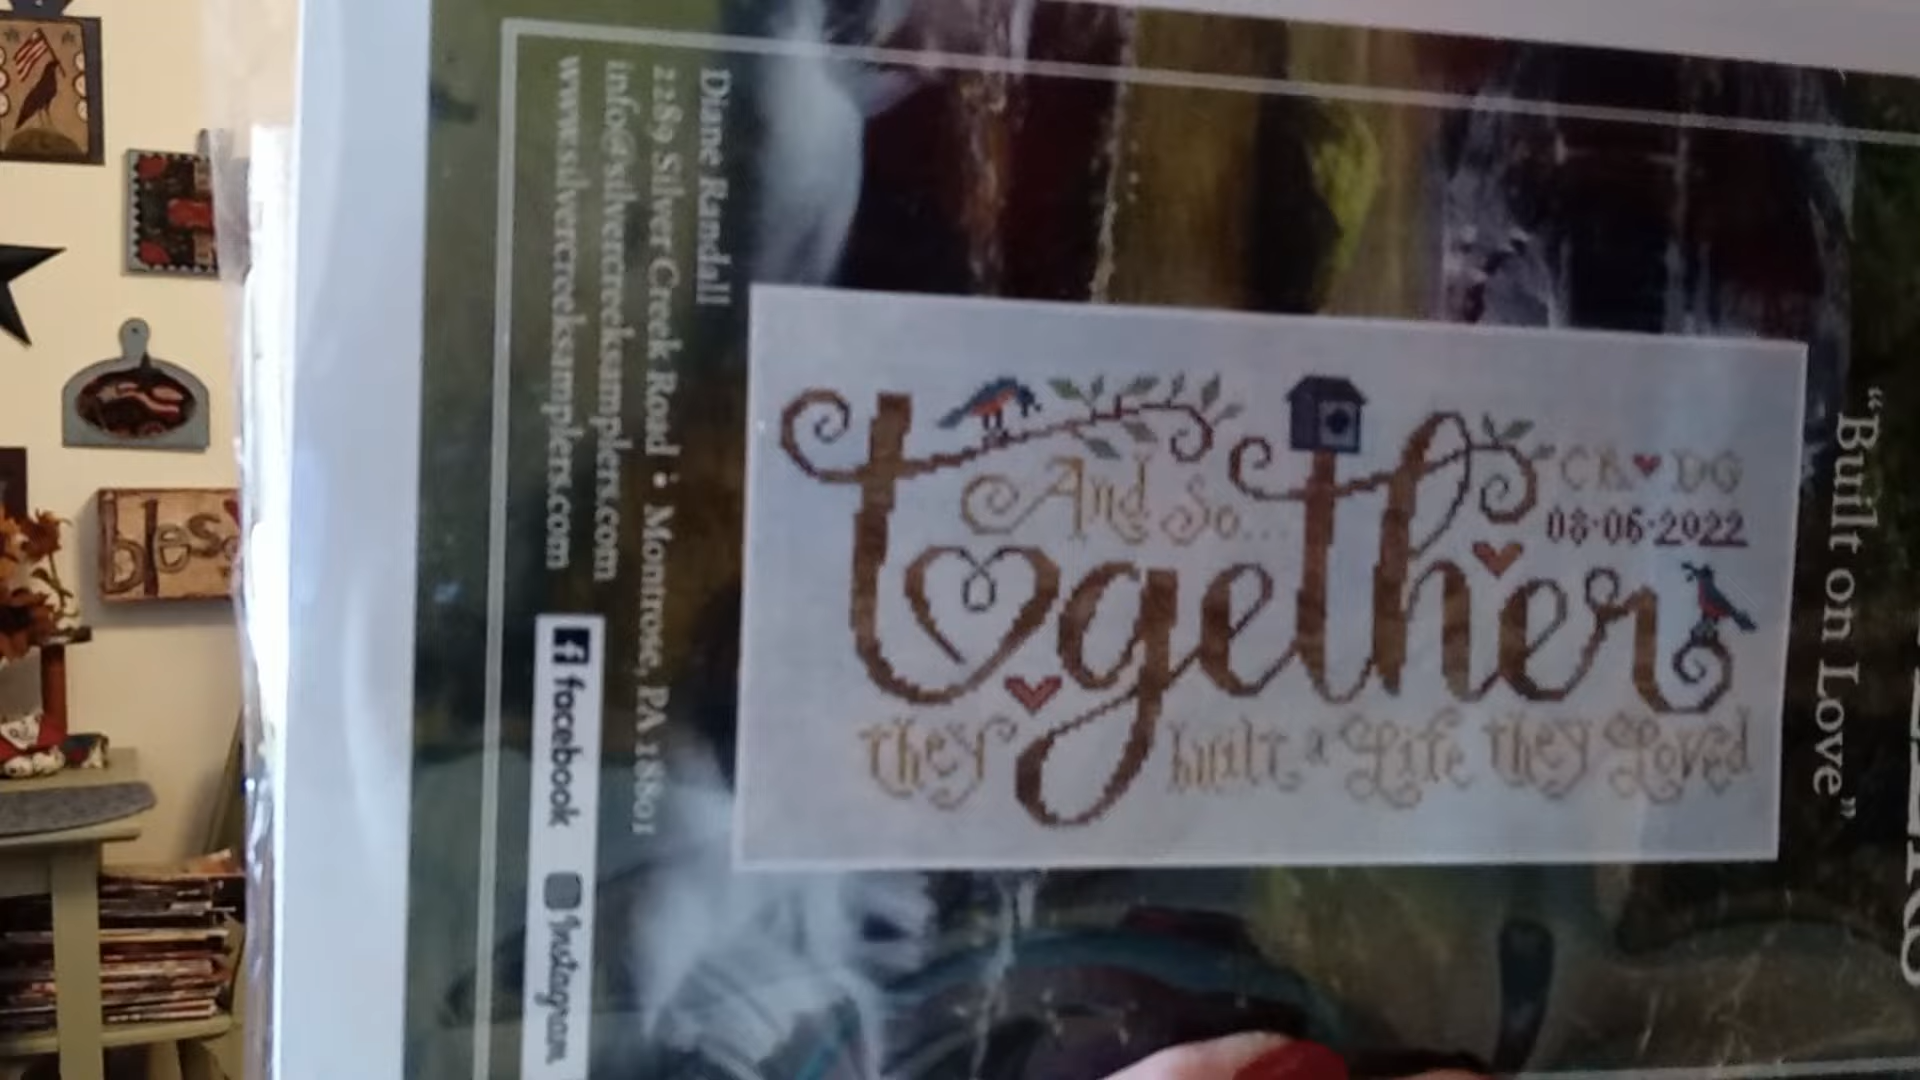 "Built on Love"
And So...
CK ♥ DG
08·06·2022
together
they built a Life they Loved
Diane Randall
2289 Silver Creek Road : Montrose, PA 18801
info@silvercreeksamplers.com
www.silvercreeksamplers.com
facebook
Instagram